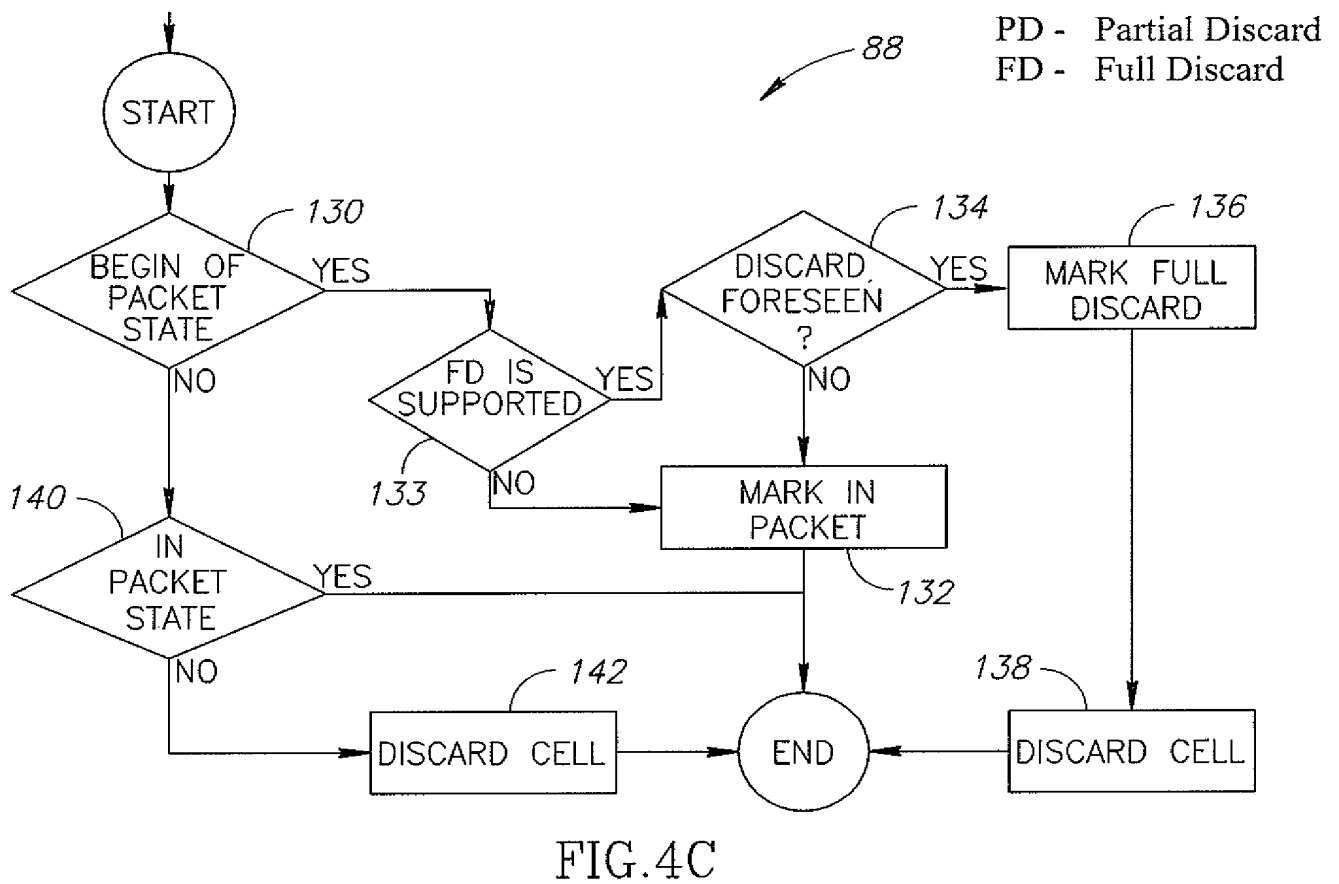 PD - Partial Discard
FD - Full Discard
88
START
130
BEGIN OF
PACKET
STATE
YES
NO
FD IS
SUPPORTED
YES
NO
133
134
DISCARD
FORESEEN
?
YES
NO
136
MARK FULL
DISCARD
MARK IN
PACKET
132
140
IN
PACKET
STATE
YES
NO
142
DISCARD CELL
END
138
DISCARD CELL
FIG.4C